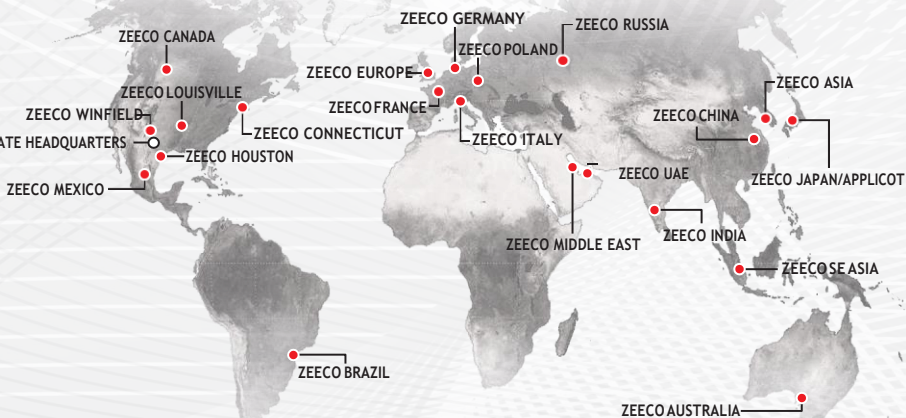 ZEECO GERMANY
ZEECO RUSSIA
ZEECO CANADA
ZEECO POLAND
ZEECO EUROPE
ZEECO ASIA
ZEECO LOUISVILLE
ZEECO FRANCE
ZEECO WINFIELD
ZEECO CHINA
ZEECO CONNECTICUT
ATE HEADQUARTERS
ZEECO ITALY
ZEECO HOUSTON
ZEECO UAE
ZEECO JAPAN/APPLICOT
ZEECO MEXICO
ZEECO INDIA
ZEECO MIDDLE EAST
ZEECO SE ASIA
ZEECO BRAZIL
ZEECO AUSTRALIA